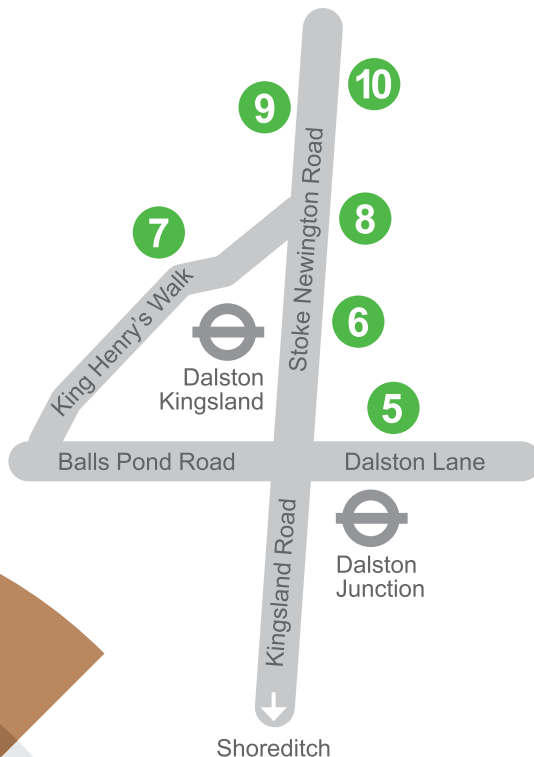 10
9
8
7
Stoke Newington Road
King Henry's Walk
6
Dalston
Kingsland
5
Balls Pond Road
Dalston Lane
Kingsland Road
Dalston
Junction
Shoreditch